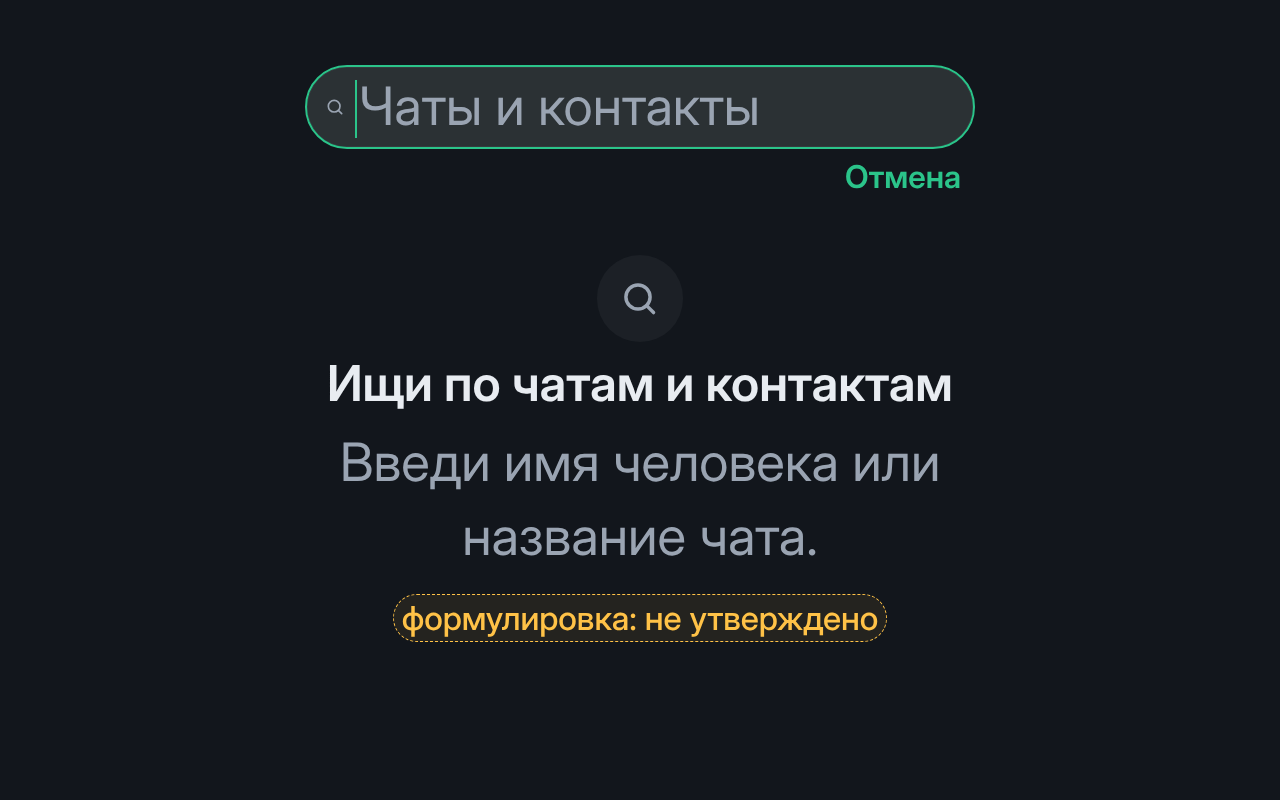 Чаты и контакты
Отмена
Ищи по чатам и контактам
Введи имя человека или
название чата.
формулировка: не утверждено